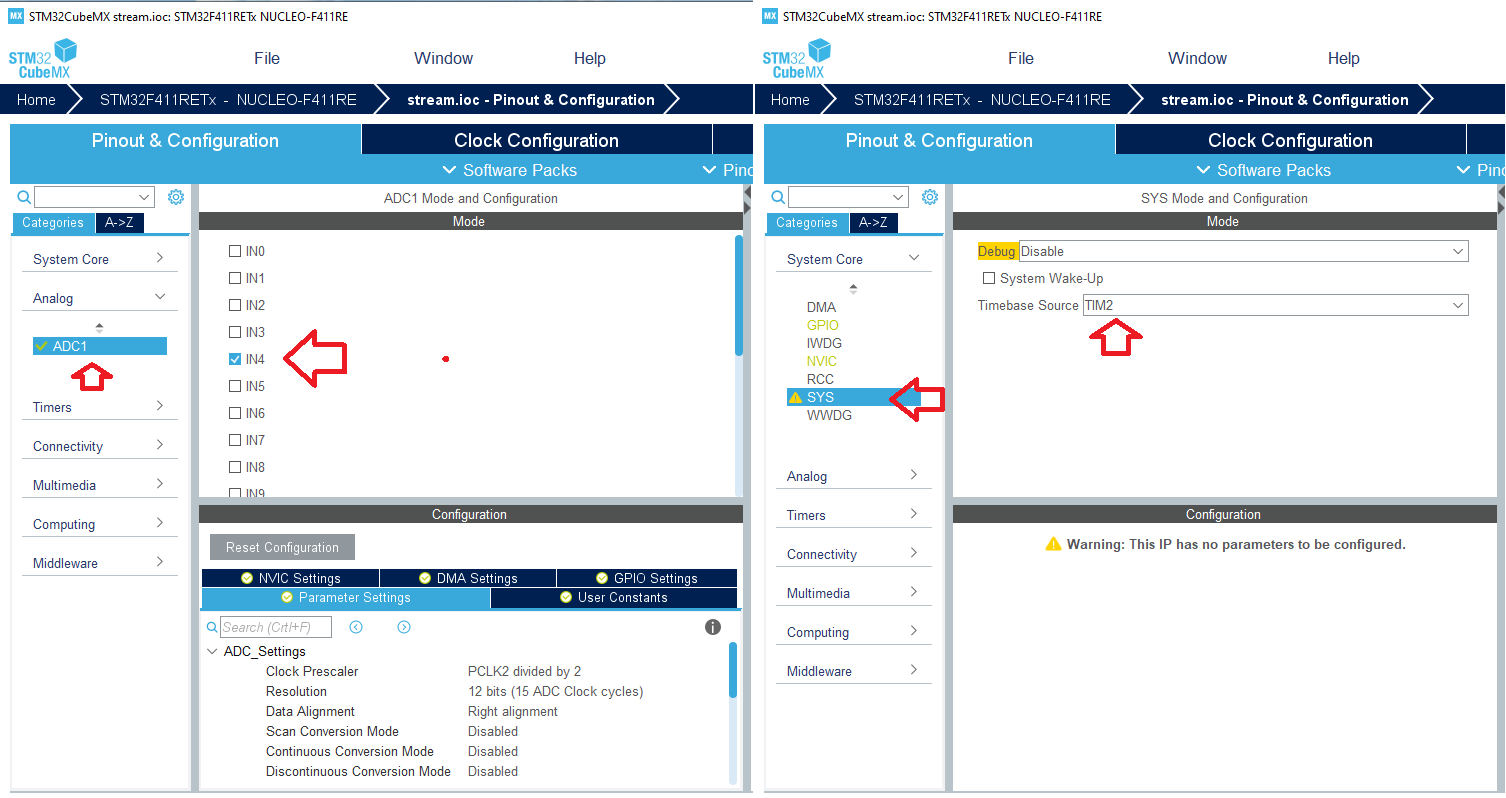 MX STM32CubeMX stream.ioc: STM32F411RETx NUCLEO-F411RE
STM32
CubeMX
File Window Help
Home STM32F411RETx - NUCLEO-F411RE stream.ioc - Pinout & Configuration
Pinout & Configuration Clock Configuration
Software Packs Pinc
Categories A->Z
System Core
Analog
ADC1
Timers
Connectivity
Multimedia
Computing
Middleware
ADC1 Mode and Configuration
Mode
IN0
IN1
IN2
IN3
IN4
IN5
IN6
IN7
IN8
IN9
Configuration
Reset Configuration
NVIC Settings DMA Settings GPIO Settings
Parameter Settings User Constants
Search (Crtl+F)
ADC_Settings
Clock Prescaler PCLK2 divided by 2
Resolution 12 bits (15 ADC Clock cycles)
Data Alignment Right alignment
Scan Conversion Mode Disabled
Continuous Conversion Mode Disabled
Discontinuous Conversion Mode Disabled
MX STM32CubeMX stream.ioc: STM32F411RETx NUCLEO-F411RE
STM32
CubeMX
File Window Help
Home STM32F411RETx - NUCLEO-F411RE stream.ioc - Pinout & Configuration
Pinout & Configuration Clock Configuration
Software Packs Pinc
Categories A->Z
System Core
DMA
GPIO
IWDG
NVIC
RCC
SYS
WWDG
Analog
Timers
Connectivity
Multimedia
Computing
Middleware
SYS Mode and Configuration
Mode
Debug Disable
System Wake-Up
Timebase Source TIM2
Configuration
Warning: This IP has no parameters to be configured.